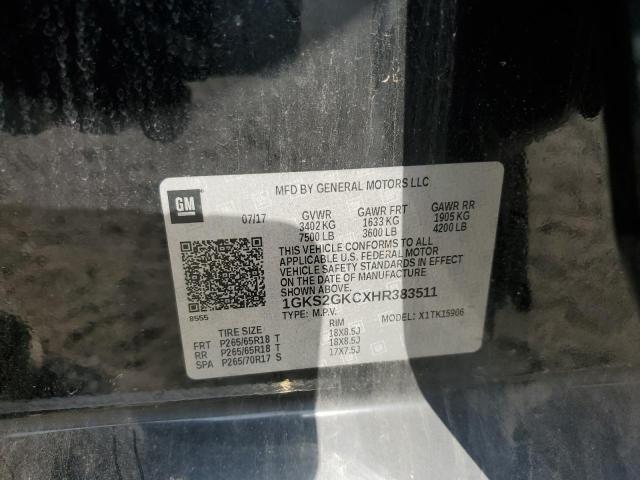 GM
MFD BY GENERAL MOTORS LLC
07/17 GVWR GAWR FRT GAWR RR
3402 KG 1633 KG 1905 KG
7500 LB 3600 LB 4200 LB
THIS VEHICLE CONFORMS TO ALL
APPLICABLE U.S. FEDERAL MOTOR
VEHICLE SAFETY STANDARDS IN EFFECT
ON THE DATE OF MANUFACTURE
1GKS2GKCXHR383511
8555 TYPE: M.P.V. MODEL: X1TK15906
TIRE SIZE RIM
FRT P265/65R18 T 18X8.5J
RR P265/65R18 T 18X8.5J
SPA P265/70R17 S 17X7.5J